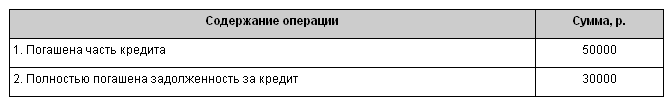 Содержание операции Сумма, р.
1. Погашена часть кредита 50000
2. Полностью погашена задолженность за кредит 30000